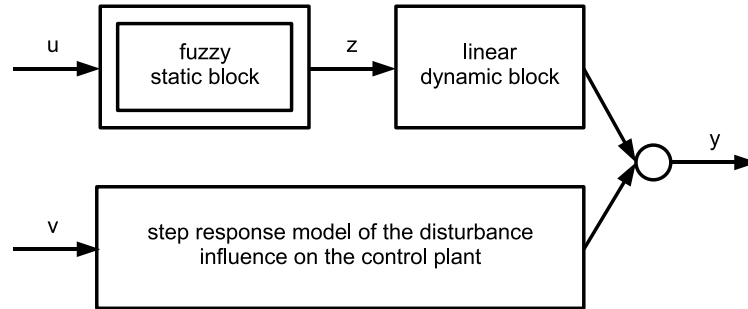 u
fuzzy
static block
z
linear
dynamic block
y
v
step response model of the disturbance
influence on the control plant